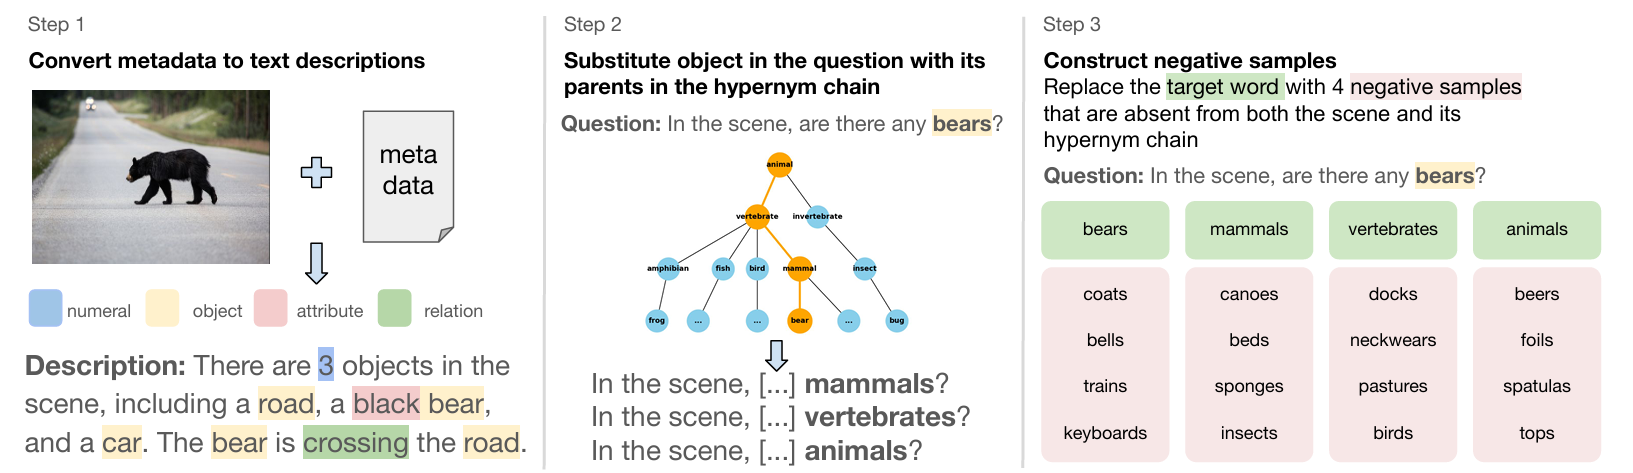 Step 1
Convert metadata to text descriptions
meta
data
numeral
object
attribute
relation
Description: There are 3 objects in the
scene, including a road, a black bear,
and a car. The bear is crossing the road.
Step 2
Substitute object in the question with its
parents in the hypernym chain
Question: In the scene, are there any bears?
animal
vertebrate
invertebrate
amphibian
fish
bird
mammal
insect
frog
...
...
bear
...
bug
In the scene, [...] mammals?
In the scene, [...] vertebrates?
In the scene, [...] animals?
Step 3
Construct negative samples
Replace the target word with 4 negative samples
that are absent from both the scene and its
hypernym chain
Question: In the scene, are there any bears?
bears
mammals
vertebrates
animals
coats
canoes
docks
beers
bells
beds
neckwears
foils
trains
sponges
pastures
spatulas
keyboards
insects
birds
tops